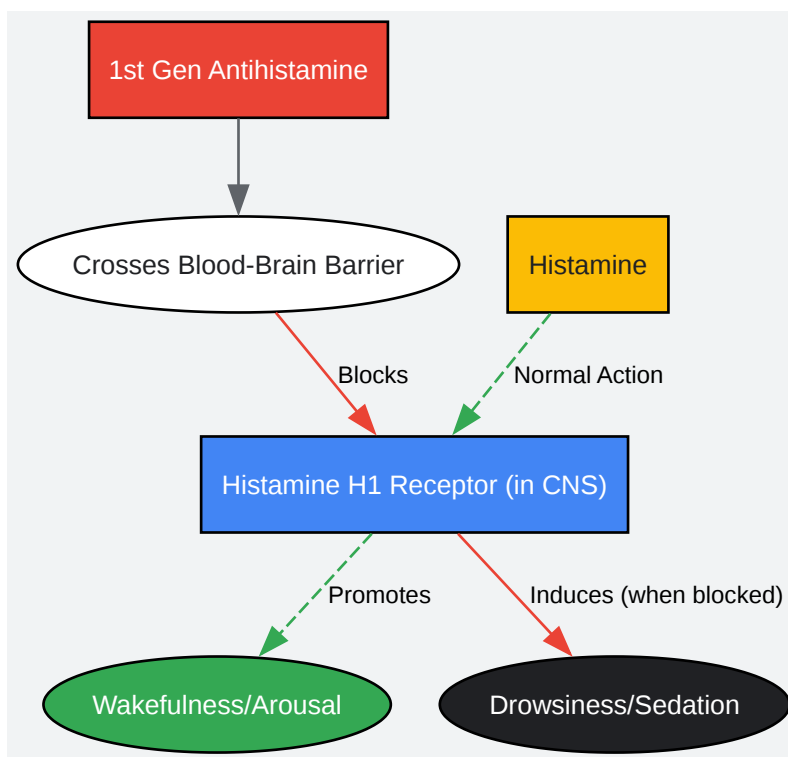 1st Gen Antihistamine
Crosses Blood-Brain Barrier
Histamine
Blocks
Normal Action
Histamine H1 Receptor (in CNS)
Promotes
Induces (when blocked)
Wakefulness/Arousal
Drowsiness/Sedation